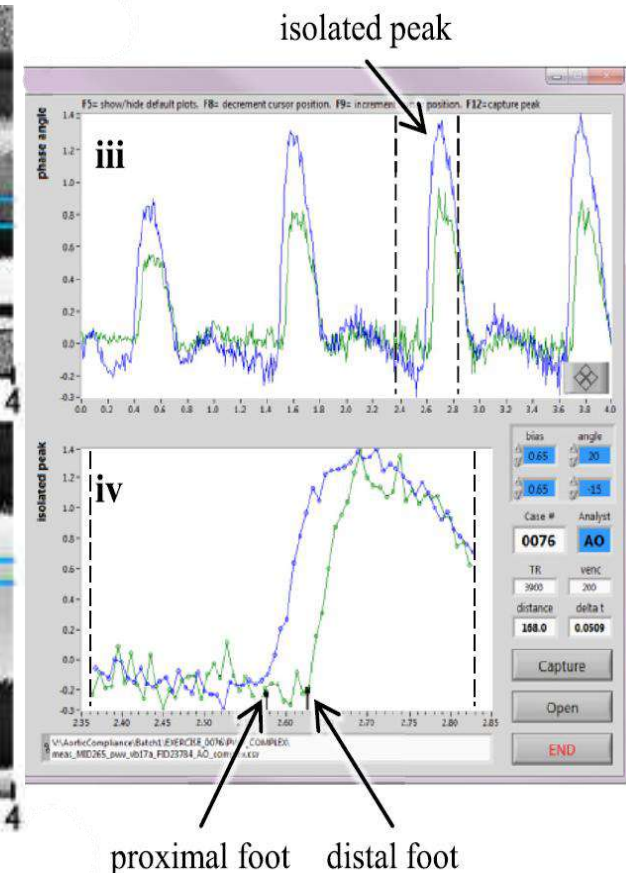 isolated peak
F5= show/hide default plots. F8= decrement cursor position. F9= increment position. F12=capture peak
phase angle
iii
1.4
1.2
1.0
0.8
0.6
0.4
0.2
0.0
-0.2
-0.3
0.0 0.2 0.4 0.6 0.8 1.0 1.2 1.4 1.6 1.8 2.0 2.2 2.4 2.6 2.8 3.0 3.2 3.4 3.6 3.8 4.0
4
isolated peak
iv
1.4
1.2
1.0
0.8
0.6
0.4
0.2
0.0
-0.2
-0.3
2.35 2.40 2.45 2.50 2.55 2.60 2.70 2.75 2.80 2.85
bias angle
0.65 20
0.65 -15
Case # Analyst
0076 AO
TR venc
3900 200
distance delta t
168.0 0.0509
Capture
Open
END
V:\AorticCompliance\Batch1\EXERCISE_0076\ _COMPLEX\
meas_MID265_pwv_vb17a_FID23784_AO_
4
proximal foot distal foot